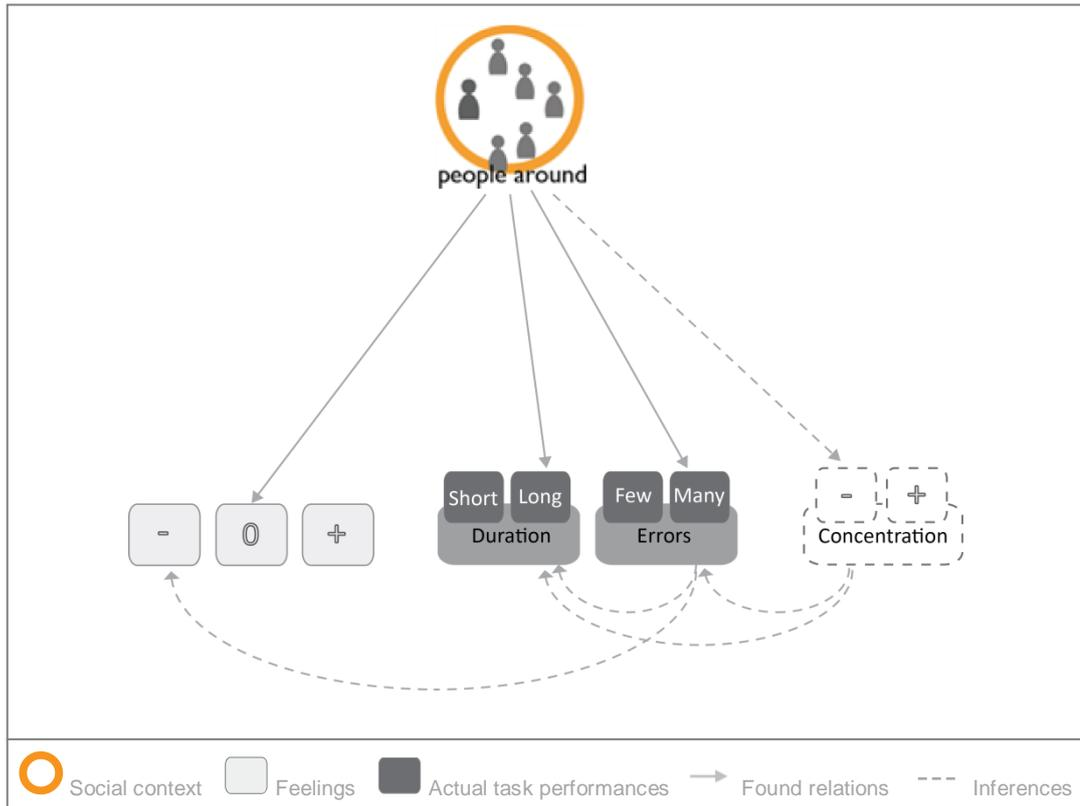 people around
Short Long Few Many - +
- 0 + Duration Errors Concentration
Social context Feelings Actual task performances Found relations Inferences